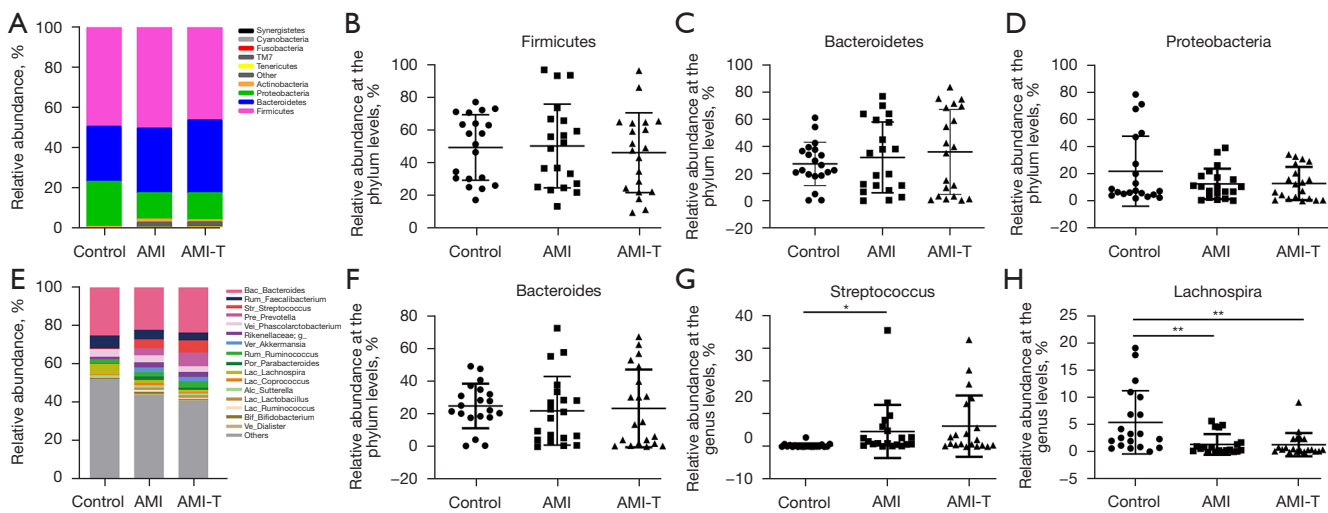 A
Relative abundance, %
100
80
60
40
20
0
Control AMI AMI-T
Synergistetes
Cyanobacteria
Fusobacteria
TM7
Tenericutes
Other
Actinobacteria
Proteobacteria
Bacteroidetes
Firmicutes
B
Firmicutes
Relative abundance at the
phylum levels, %
100
80
60
40
20
0
Control AMI AMI-T
C
Bacteroidetes
Relative abundance at the
phylum levels, %
100
80
60
40
20
0
−20
Control AMI AMI-T
D
Proteobacteria
Relative abundance at the
phylum levels, %
100
80
60
40
20
0
−20
Control AMI AMI-T
E
Relative abundance, %
100
80
60
40
20
0
Control AMI AMI-T
Bac_Bacteroides
Rum_Faecalibacterium
Str_Streptococcus
Pre_Prevotella
Vei_Phascolarctobacterium
Rikenellaceae; g_
Ver_Akkermansia
Rum_Ruminococcus
Por_Parabacteroides
Lac_Lachnospira
Lac_Coprococcus
Alc_Sutterella
Lac_Lactobacillus
Lac_Ruminococcus
Bif_Bifidobacterium
Ve_Dialister
Others
F
Bacteroides
Relative abundance at the
phylum levels, %
80
60
40
20
0
−20
Control AMI AMI-T
G
Streptococcus
Relative abundance at the
genus levels, %
40
30
20
10
0
−10
*
Control AMI AMI-T
H
Lachnospira
Relative abundance at the
genus levels, %
25
20
15
10
5
0
−5
**
**
Control AMI AMI-T